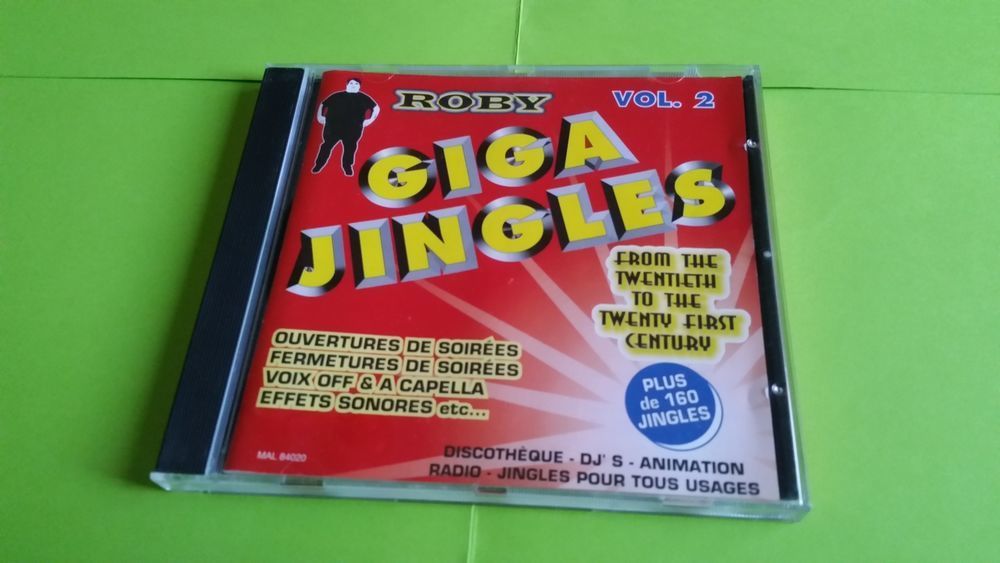 ROBY
VOL. 2
GIGA
JINGLES
FROM THE
TWENTIETH
TO THE
TWENTY FIRST
CENTURY
OUVERTURES DE SOIRÉES
FERMETURES DE SOIRÉES
VOIX OFF & A CAPELLA
EFFETS SONORES etc...
PLUS
de 160
JINGLES
MAL 84020
DISCOTHÈQUE - DJ' S - ANIMATION
RADIO - JINGLES POUR TOUS USAGES